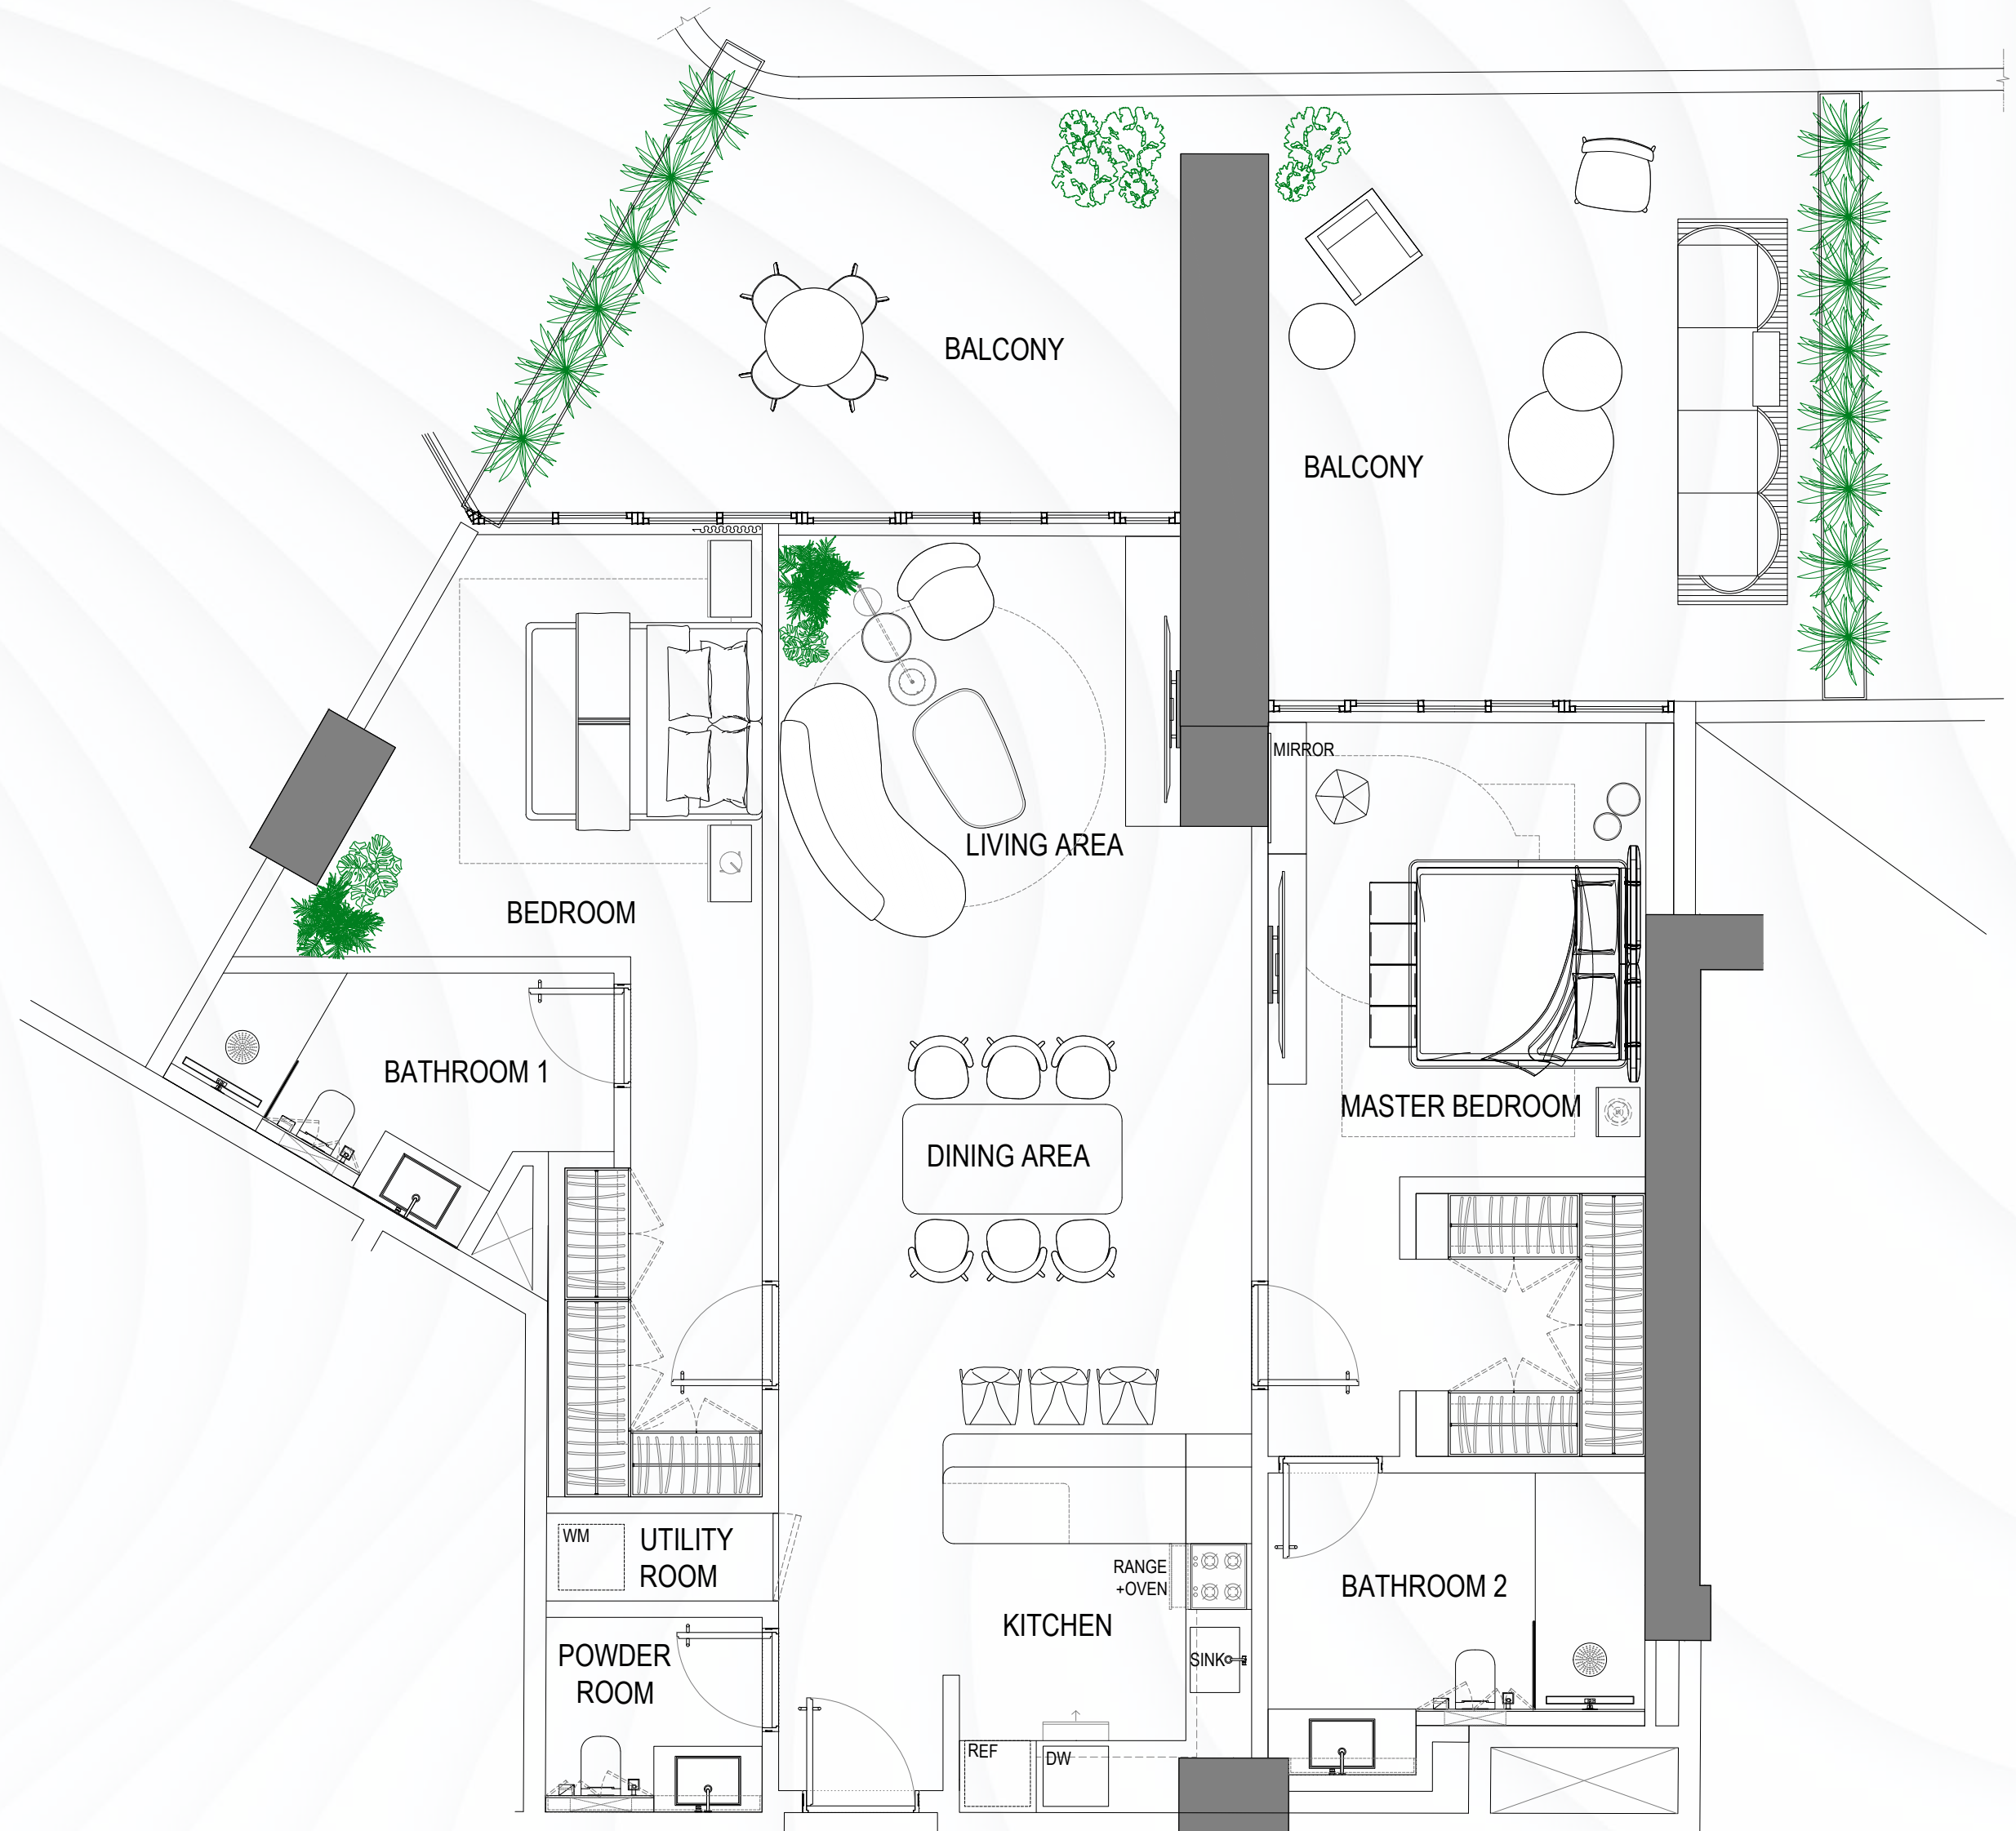 BALCONY
BALCONY
MIRROR
LIVING AREA
BEDROOM
BATHROOM 1
MASTER BEDROOM
DINING AREA
WM
UTILITY
ROOM
RANGE
+OVEN
BATHROOM 2
KITCHEN
POWDER
ROOM
SINK
REF
DW